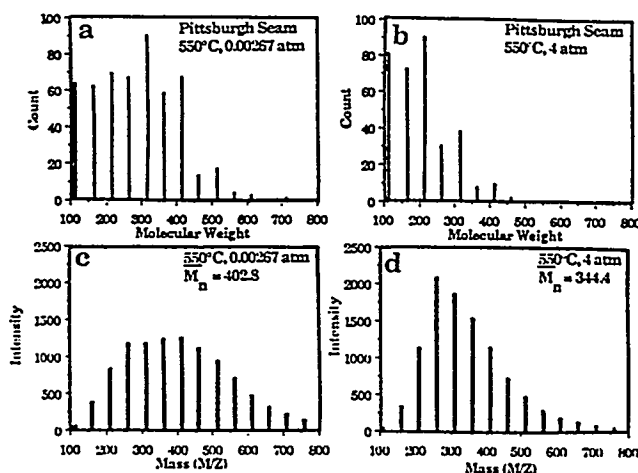 a
Pittsburgh Seam
550°C, 0.00267 atm
Count
100
80
60
40
20
0
100 200 300 400 500 600 700 800
Molecular Weight
b
Pittsburgh Seam
550°C, 4 atm
Count
100
80
60
40
20
0
100 200 300 400 500 600 700 800
Molecular Weight
c
550°C, 0.00267 atm
M̅n = 402.8
Intensity
2500
2000
1500
1000
500
0
100 200 300 400 500 600 700 800
Mass (M/Z)
d
550°C, 4 atm
M̅n = 344.4
Intensity
2500
2000
1500
1000
500
0
100 200 300 400 500 600 700 800
Mass (M/Z)